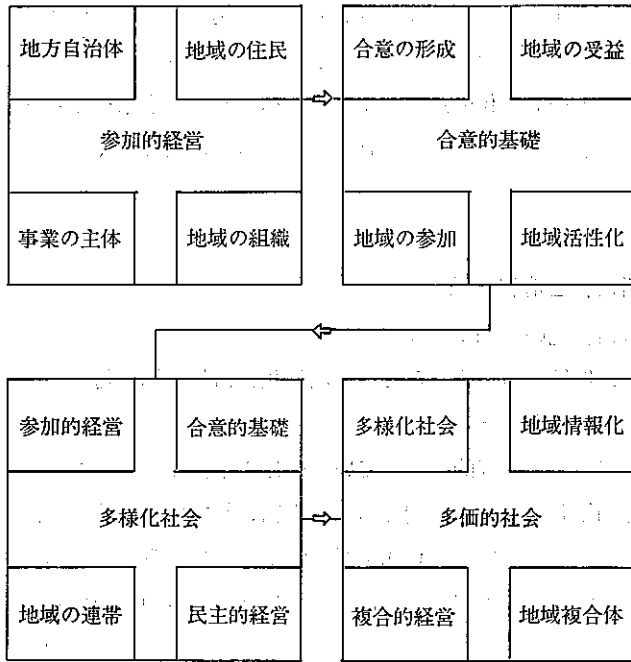 地方自治体 地域の住民 合意の形成 地域の受益
参加的経営 合意的基礎
事業の主体 地域の組織 地域の参加 地域活性化
参加的経営 合意的基礎 多様化社会 地域情報化
多様化社会 多価的社会
地域の連帯 民主的経営 複合的経営 地域複合体